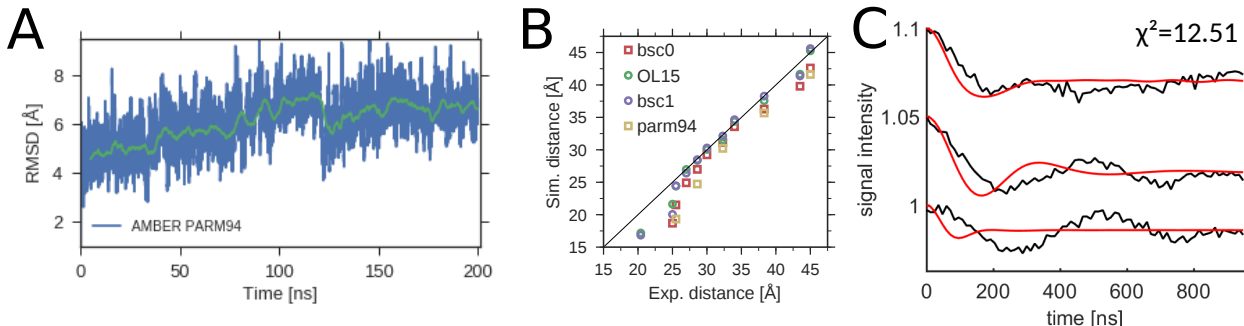 A
8
6
4
2
RMSD [Å]
AMBER PARM94
0 50 100 150 200
Time [ns]
B
45
40
35
30
25
20
15
Sim. distance [Å]
bsc0
OL15
bsc1
parm94
15 20 25 30 35 40 45
Exp. distance [Å]
C
χ²=12.51
1.1
1.05
1
signal intensity
0 200 400 600 800
time [ns]